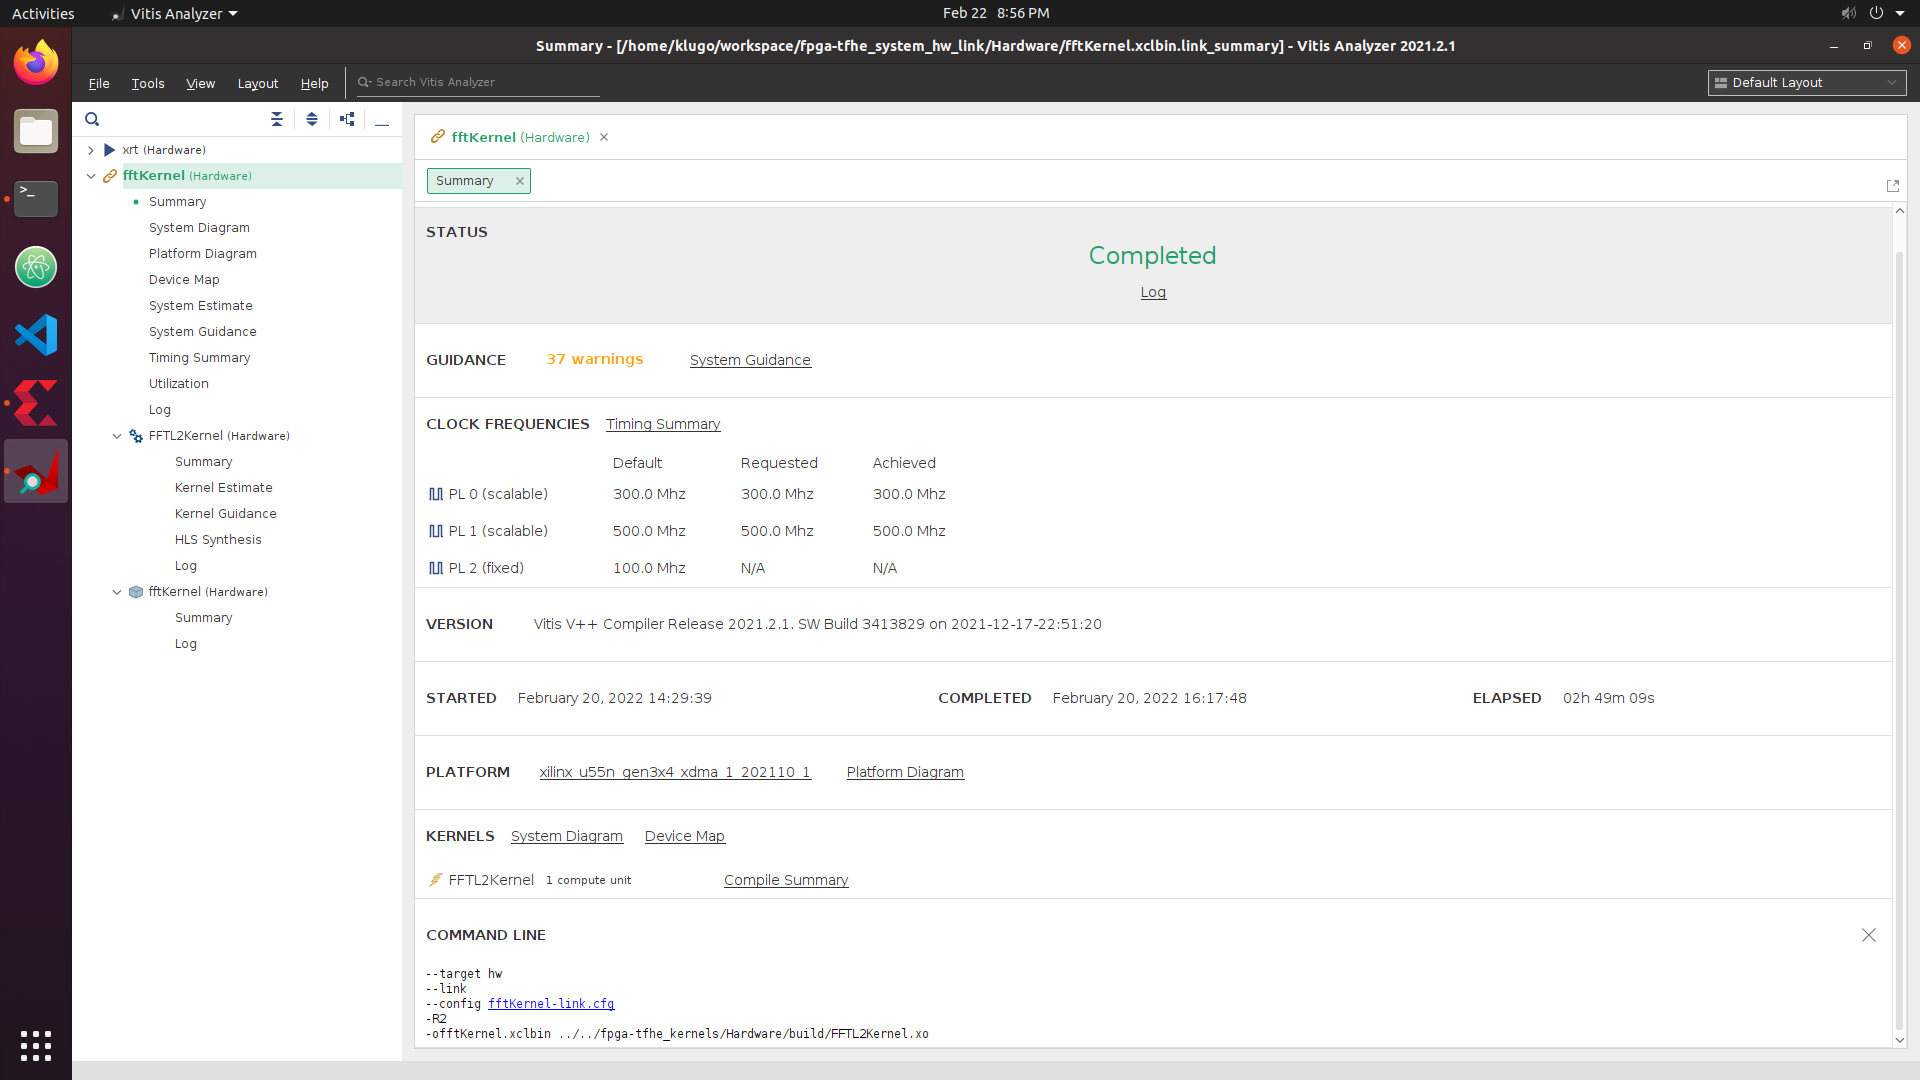 Activities
Vitis Analyzer
Feb 22 8:56 PM
Summary - [/home/klugo/workspace/fpga-tfhe_system_hw_link/Hardware/fftKernel.xclbin.link_summary] - Vitis Analyzer 2021.2.1
File Tools View Layout Help
Search Vitis Analyzer
Default Layout
xrt (Hardware)
fftKernel (Hardware)
Summary
System Diagram
Platform Diagram
Device Map
System Estimate
System Guidance
Timing Summary
Utilization
Log
FFTL2Kernel (Hardware)
Summary
Kernel Estimate
Kernel Guidance
HLS Synthesis
Log
fftKernel (Hardware)
Summary
Log
fftKernel (Hardware)
Summary
STATUS
Completed
Log
GUIDANCE 37 warnings System Guidance
CLOCK FREQUENCIES Timing Summary
Default Requested Achieved
PL 0 (scalable) 300.0 Mhz 300.0 Mhz 300.0 Mhz
PL 1 (scalable) 500.0 Mhz 500.0 Mhz 500.0 Mhz
PL 2 (fixed) 100.0 Mhz N/A N/A
VERSION Vitis V++ Compiler Release 2021.2.1. SW Build 3413829 on 2021-12-17-22:51:20
STARTED February 20, 2022 14:29:39 COMPLETED February 20, 2022 16:17:48 ELAPSED 02h 49m 09s
PLATFORM xilinx_u55n_gen3x4_xdma_1_202110_1 Platform Diagram
KERNELS System Diagram Device Map
FFTL2Kernel 1 compute unit Compile Summary
COMMAND LINE
--target hw
--link
--config fftKernel-link.cfg
-R2
-offtKernel.xclbin ../../fpga-tfhe_kernels/Hardware/build/FFTL2Kernel.xo